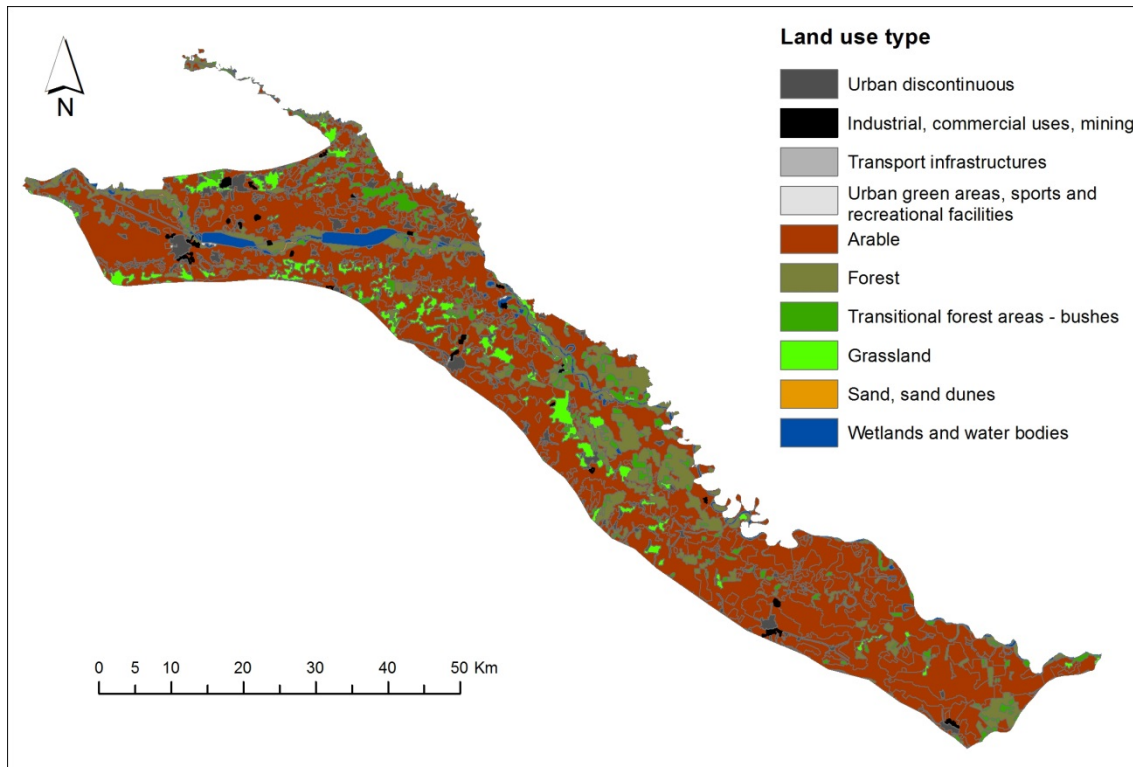 N
Land use type
Urban discontinuous
Industrial, commercial uses, mining
Transport infrastructures
Urban green areas, sports and
recreational facilities
Arable
Forest
Transitional forest areas - bushes
Grassland
Sand, sand dunes
Wetlands and water bodies
0 5 10 20 30 40 50 Km